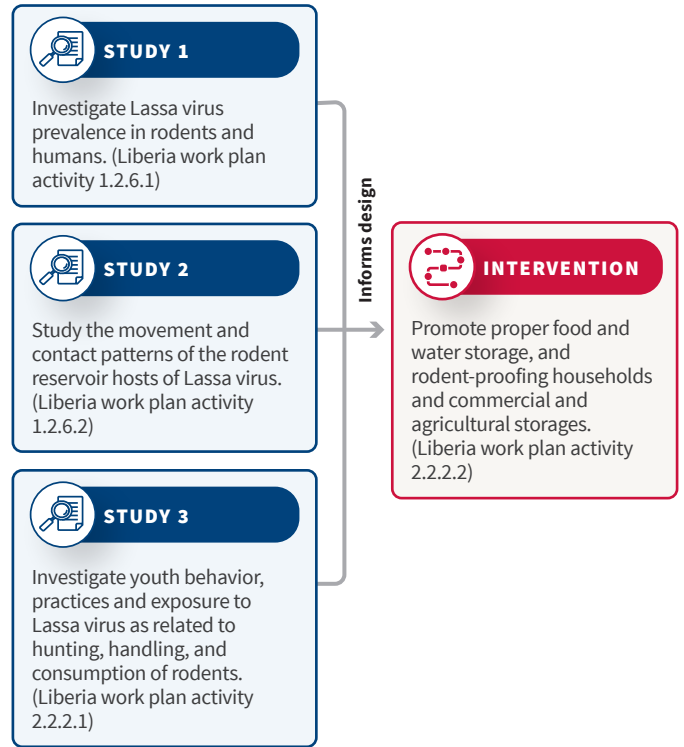 STUDY 1
Investigate Lassa virus
prevalence in rodents and
humans. (Liberia work plan
activity 1.2.6.1)
STUDY 2
Study the movement and
contact patterns of the rodent
reservoir hosts of Lassa virus.
(Liberia work plan activity
1.2.6.2)
STUDY 3
Investigate youth behavior,
practices and exposure to
Lassa virus as related to
hunting, handling, and
consumption of rodents.
(Liberia work plan activity
2.2.2.1)
Informs design
INTERVENTION
Promote proper food and
water storage, and
rodent-proofing households
and commercial and
agricultural storages.
(Liberia work plan activity
2.2.2.2)